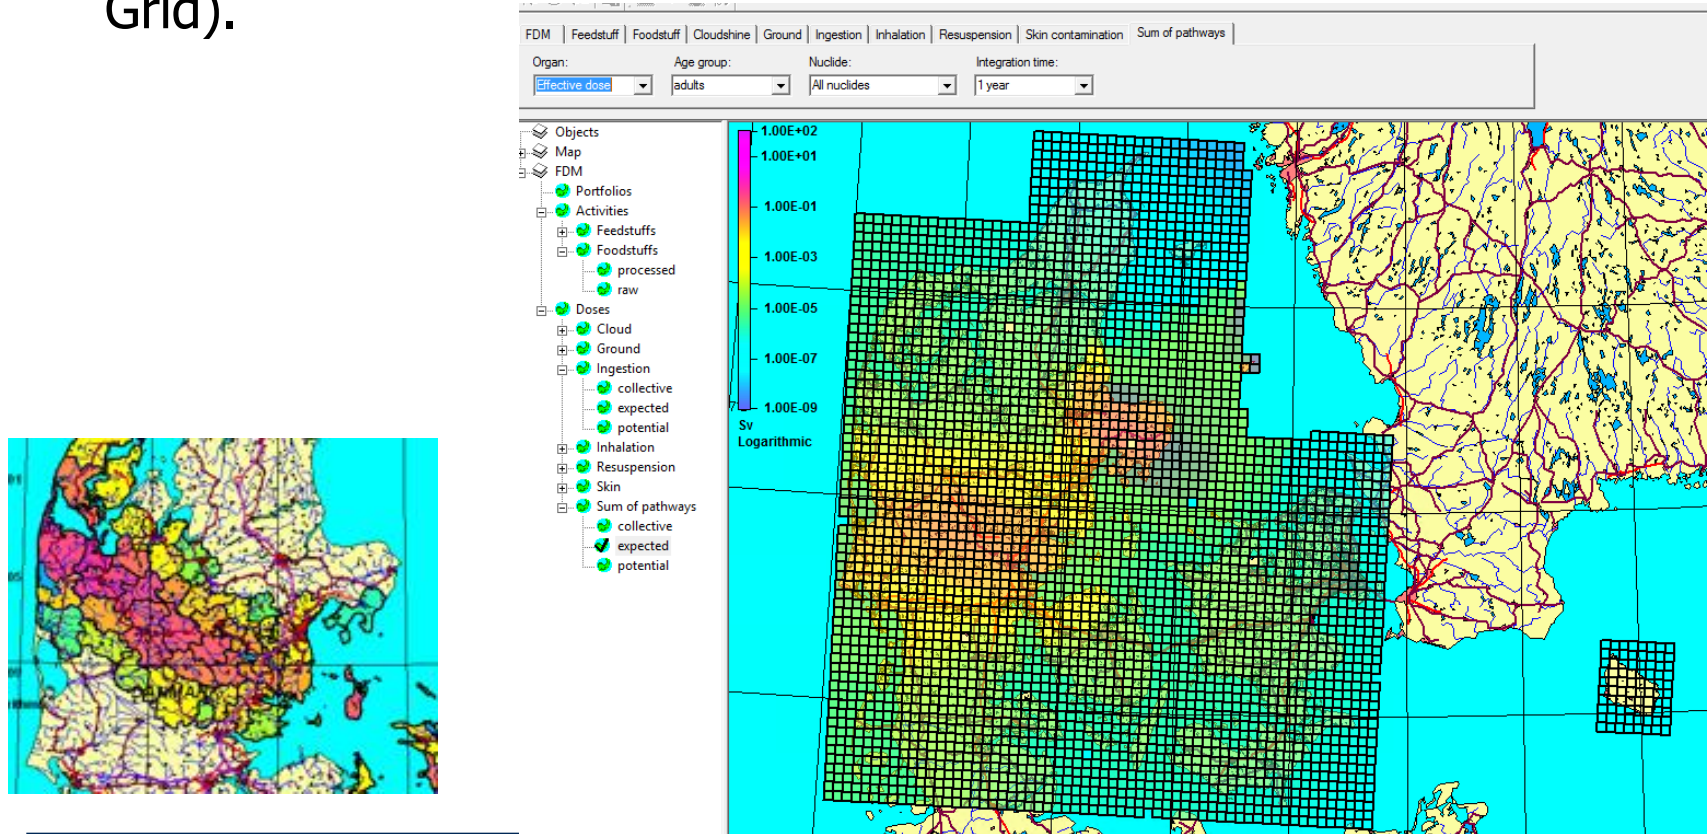 Grid).
FDM Feedstuff Foodstuff Cloudshine Ground Ingestion Inhalation Resuspension Skin contamination Sum of pathways
Organ: Age group: Nuclide: Integration time:
Effective dose adults All nuclides 1 year
Objects
Map
FDM
Portfolios
Activities
Feedstuffs
Foodstuffs
processed
raw
Doses
Cloud
Ground
Ingestion
collective
expected
potential
Inhalation
Resuspension
Skin
Sum of pathways
collective
expected
potential
1.00E+02
1.00E+01
1.00E-01
1.00E-03
1.00E-05
1.00E-07
1.00E-09
Sv
Logarithmic